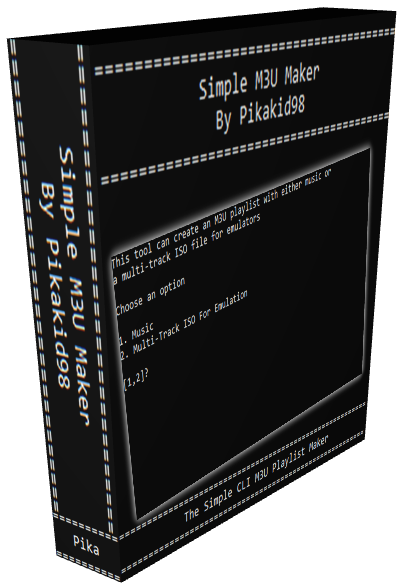 Simple M3U Maker
By Pikakid98
Pika
Simple M3U Maker
By Pikakid98
This tool can create an M3U playlist with either music or
a multi-track ISO file for emulators
Choose an option
1. Music
2. Multi-Track ISO For Emulation
[1,2]?
The Simple CLI M3U Playlist Maker